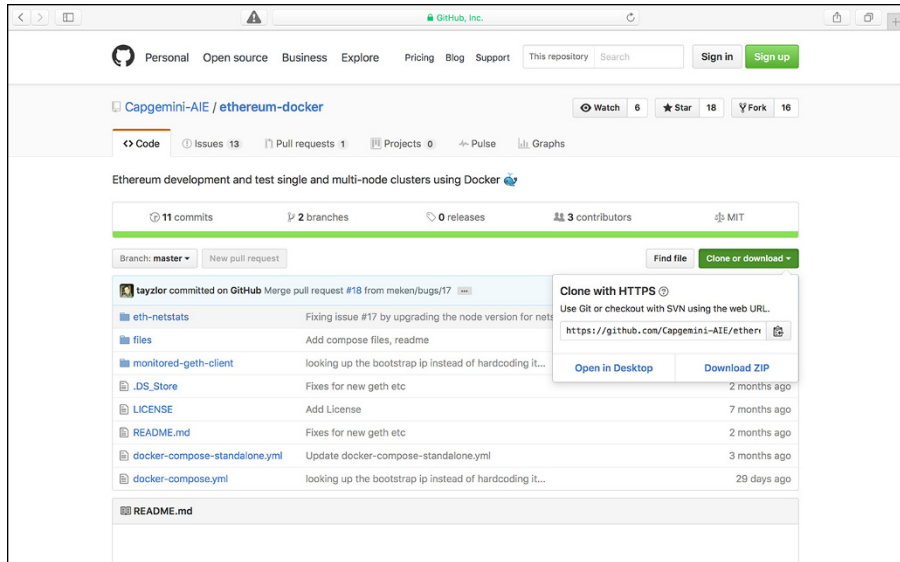 GitHub, Inc.
Personal Open source Business Explore Pricing Blog Support This repository Search Sign in Sign up
Capgemini-AIE / ethereum-docker
Watch 6 Star 18 Fork 16
Code Issues 13 Pull requests 1 Projects 0 Pulse Graphs
Ethereum development and test single and multi-node clusters using Docker
11 commits 2 branches 0 releases 3 contributors MIT
Branch: master New pull request Find file Clone or download
tayzlor committed on GitHub Merge pull request #18 from meken/bugs/17 ...
Clone with HTTPS
Use Git or checkout with SVN using the web URL.
https://github.com/Capgemini-AIE/ether
Open in Desktop Download ZIP
eth-netstats Fixing issue #17 by upgrading the node version for nets
files Add compose files, readme
monitored-geth-client looking up the bootstrap ip instead of hardcoding it...
.DS_Store Fixes for new geth etc 2 months ago
LICENSE Add License 7 months ago
README.md Fixes for new geth etc 2 months ago
docker-compose-standalone.yml Update docker-compose-standalone.yml 3 months ago
docker-compose.yml looking up the bootstrap ip instead of hardcoding it... 29 days ago
README.md